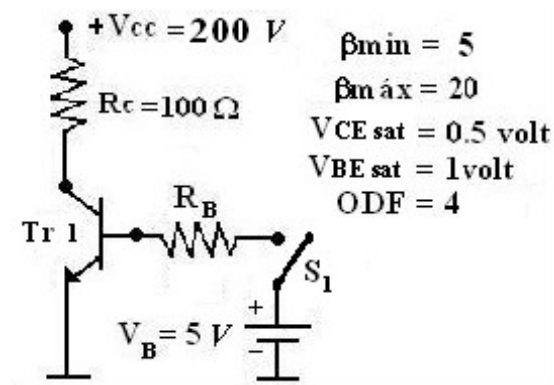 +Vcc = 200 V
Rc = 100 Ω
βmin = 5
βmáx = 20
VCE sat = 0.5 volt
VBE sat = 1volt
ODF = 4
Tr 1
RB
S1
+
VB = 5 V
−